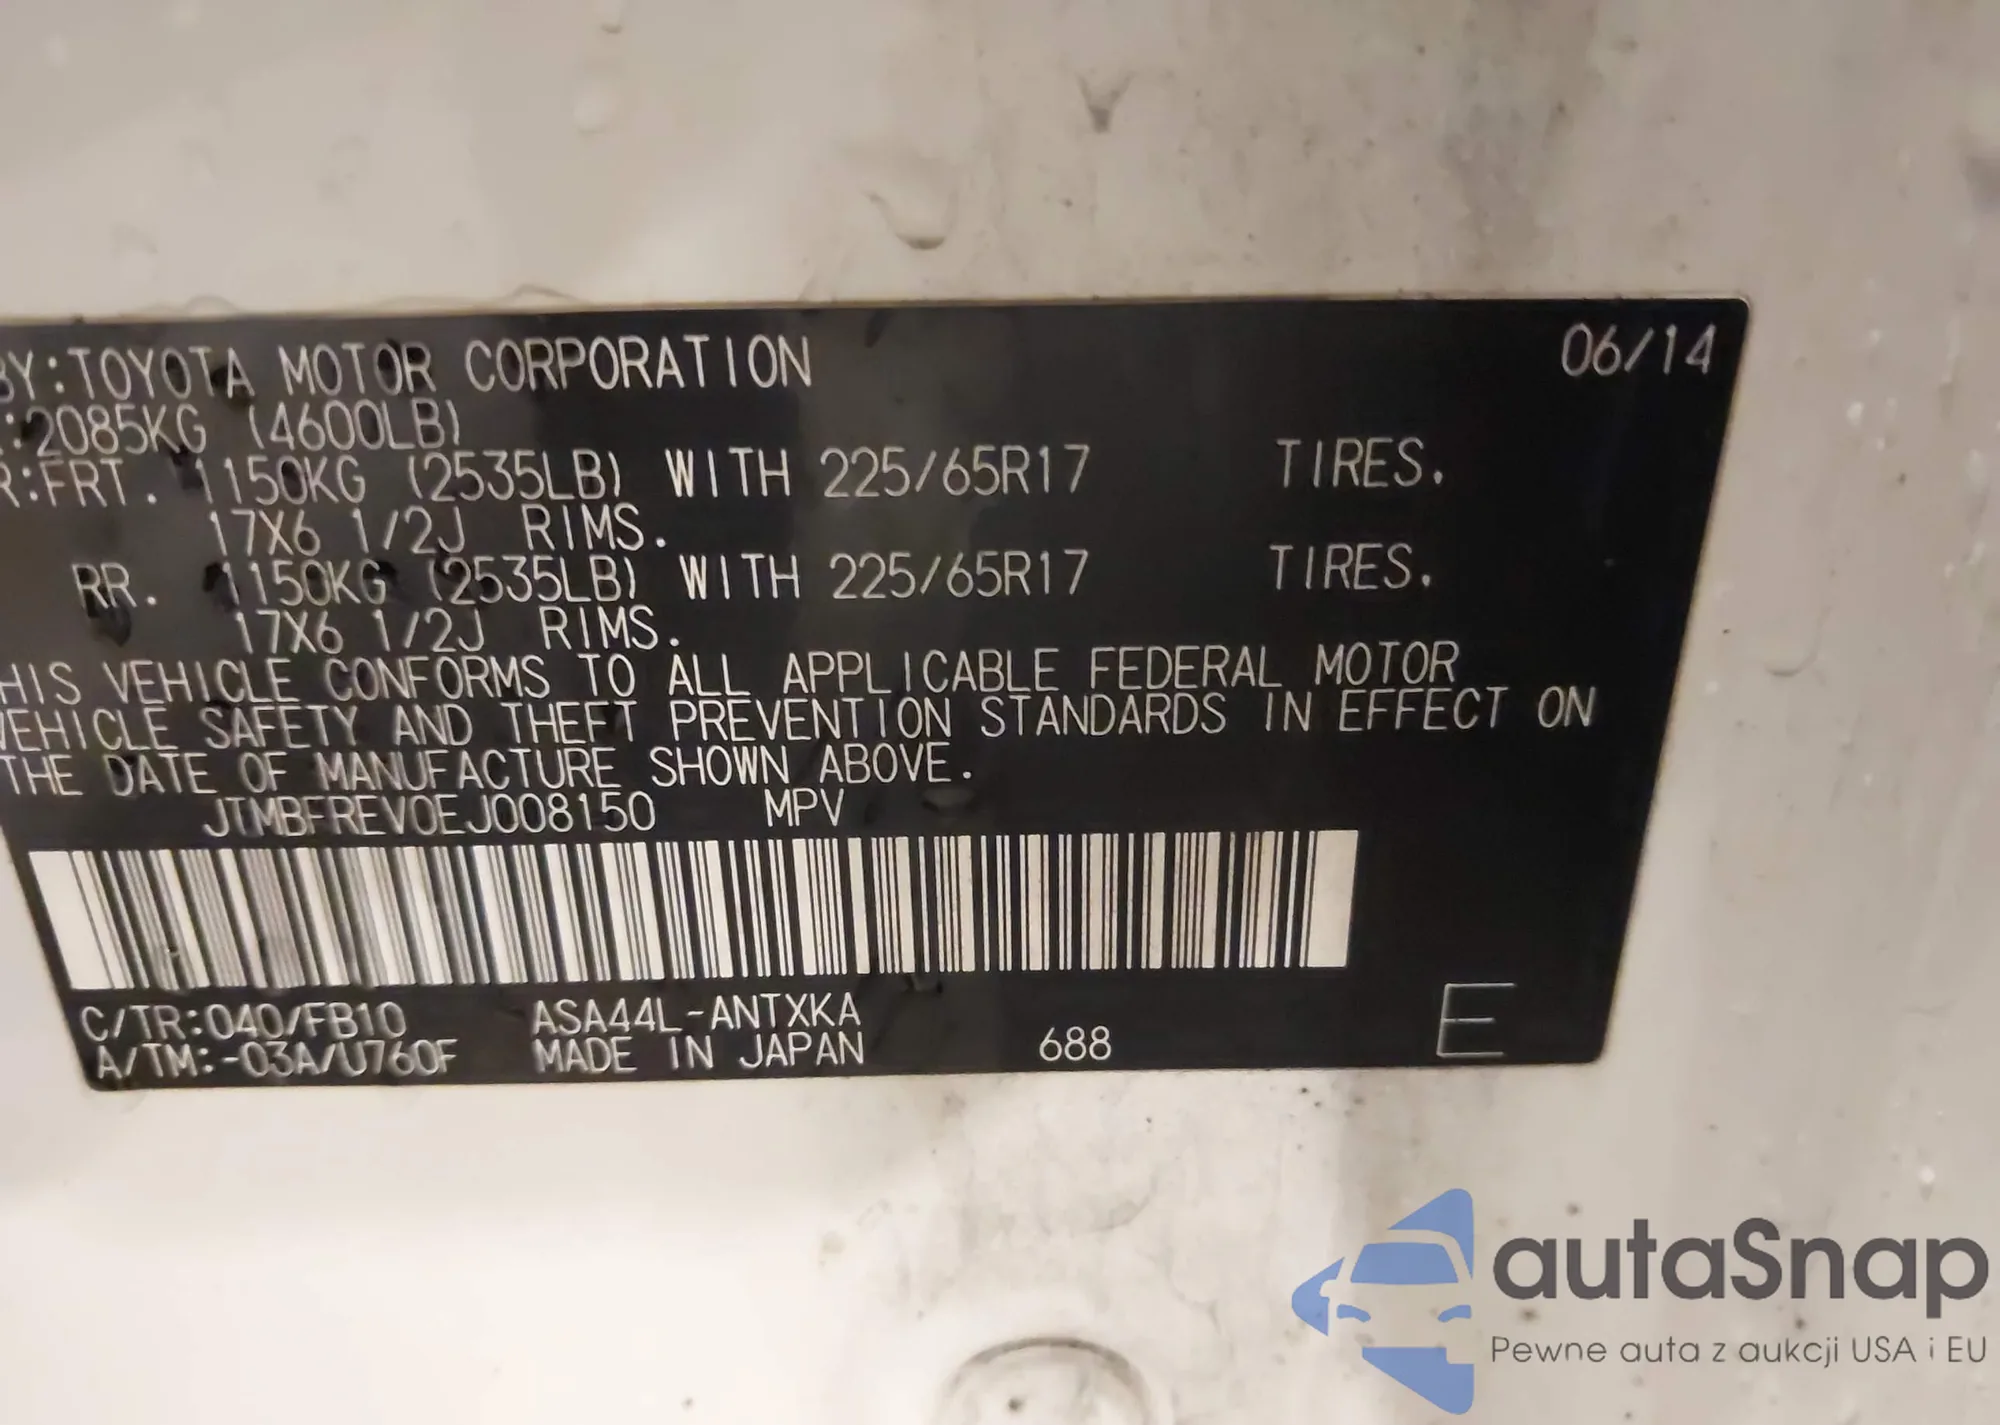 BY:TOYOTA MOTOR CORPORATION 06/14
:2085KG (4600LB)
R:FRT. 1150KG (2535LB) WITH 225/65R17 TIRES.
17X6 1/2J RIMS.
RR. 1150KG (2535LB) WITH 225/65R17 TIRES.
17X6 1/2J RIMS.
HIS VEHICLE CONFORMS TO ALL APPLICABLE FEDERAL MOTOR
VEHICLE SAFETY AND THEFT PREVENTION STANDARDS IN EFFECT ON
THE DATE OF MANUFACTURE SHOWN ABOVE.
JTMBFREV0EJ008150 MPV
C/TR:040/FB10 ASA44L-ANTXKA
A/TM:-03A/U760F MADE IN JAPAN 688 E
autaSnap
Pewne auta z aukcji USA i EU